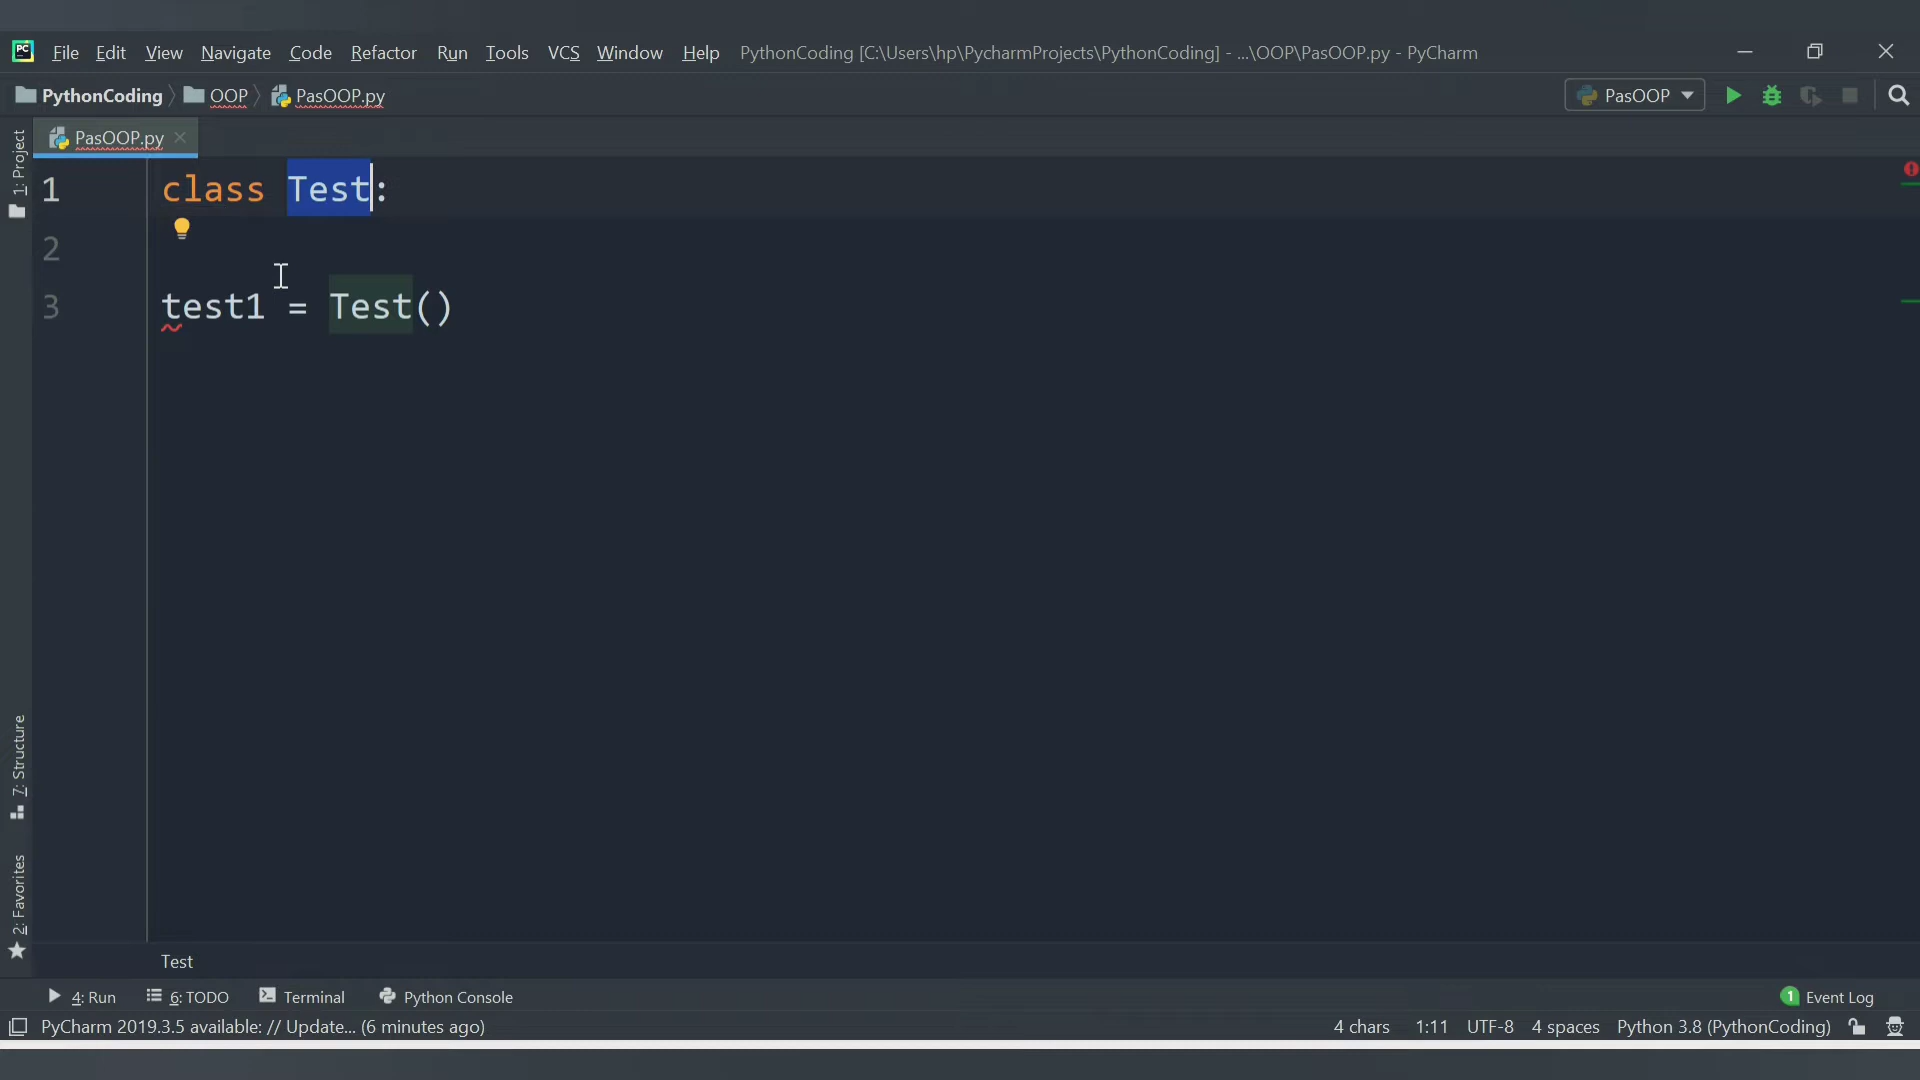 PC File Edit View Navigate Code Refactor Run Tools VCS Window Help PythonCoding [C:\Users\hp\PycharmProjects\PythonCoding] - ...\OOP\PasOOP.py - PyCharm
PythonCoding OOP PasOOP.py PasOOP
PasOOP.py
1: Project
1 class Test:
2
3 test1 = Test()
7: Structure
2: Favorites
Test
4: Run 6: TODO Terminal Python Console 1 Event Log
PyCharm 2019.3.5 available: // Update... (6 minutes ago) 4 chars 1:11 UTF-8 4 spaces Python 3.8 (PythonCoding)